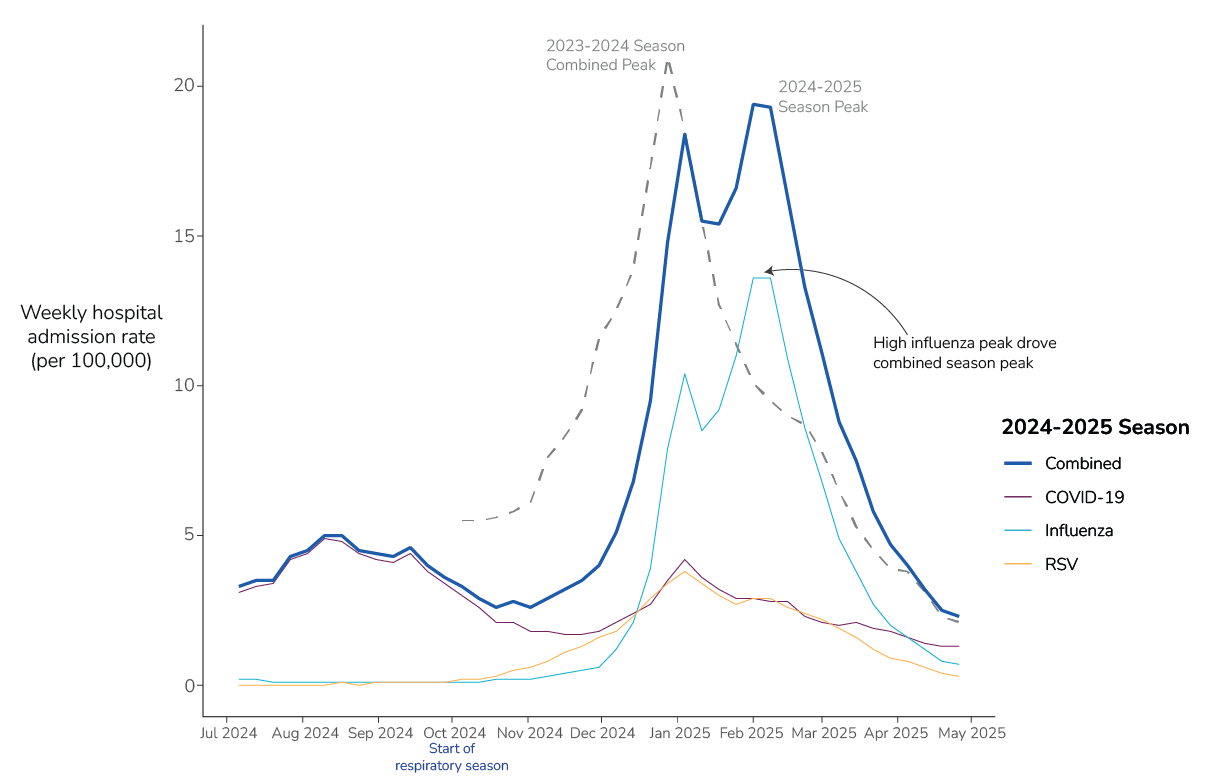 2023-2024 Season
Combined Peak
2024-2025
Season Peak
20
15
10
5
0
Weekly hospital
admission rate
(per 100,000)
High influenza peak drove
combined season peak
2024-2025 Season
Combined
COVID-19
Influenza
RSV
Jul 2024 Aug 2024 Sep 2024 Oct 2024 Nov 2024 Dec 2024 Jan 2025 Feb 2025 Mar 2025 Apr 2025 May 2025
Start of
respiratory season